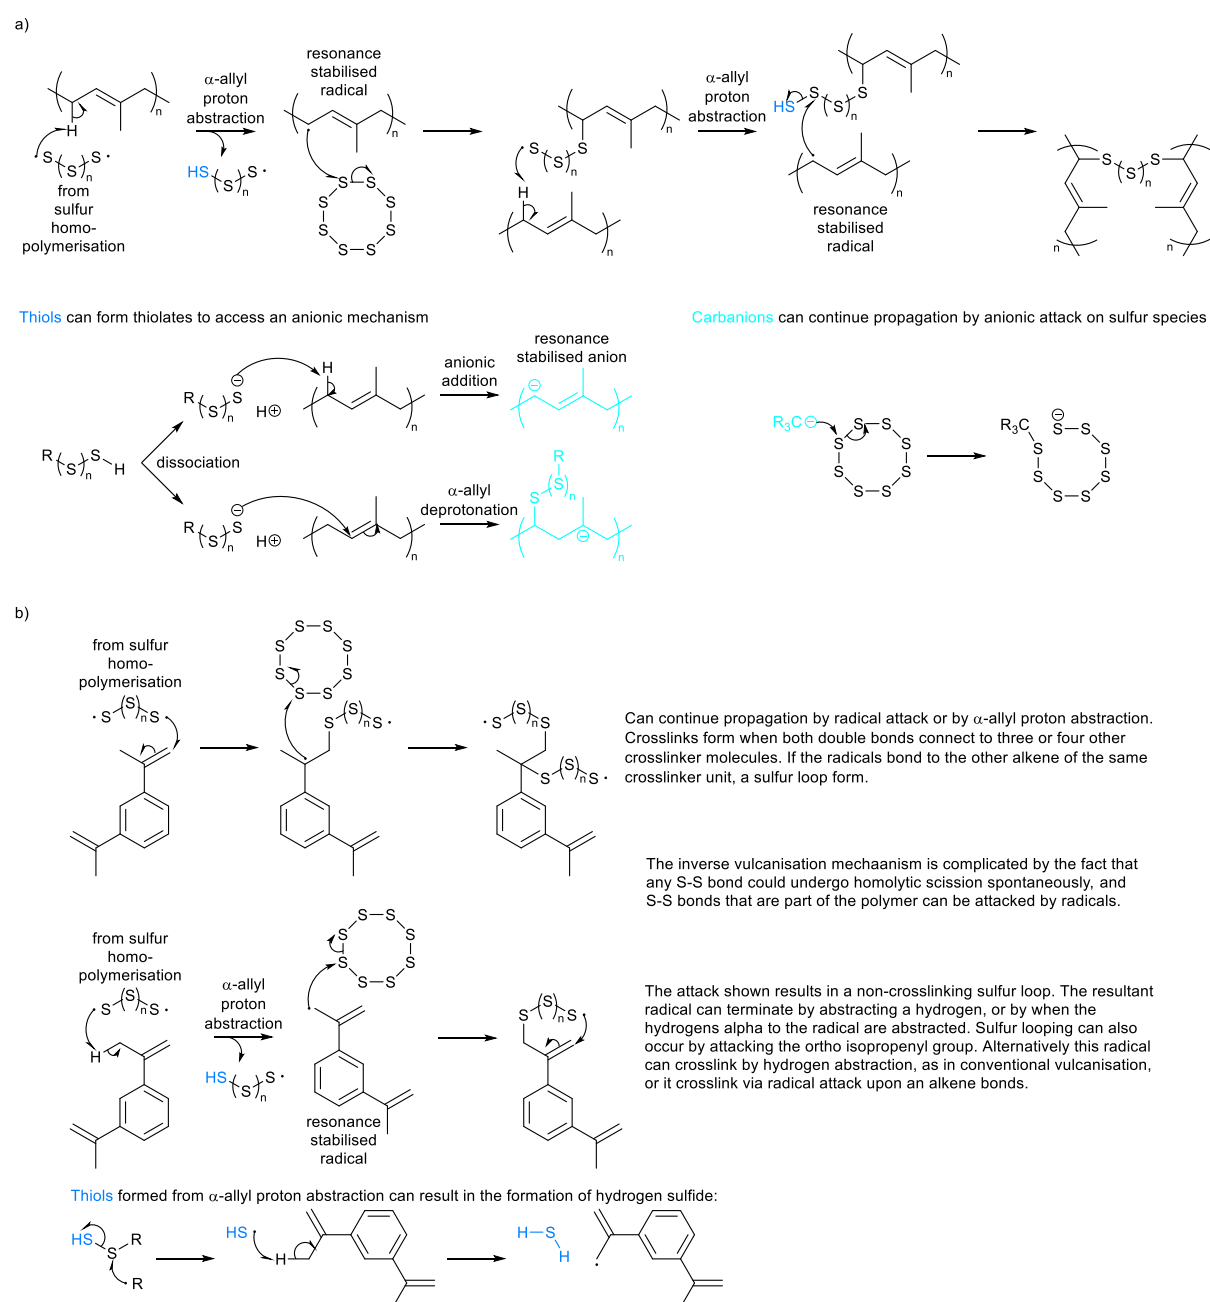 a)
α-allyl
proton
abstraction
resonance
stabilised
radical
α-allyl
proton
abstraction
H
n
S(S)S
n
from
sulfur
homo-
polymerisation
HS(S)S
n
n
S S
S S
S S
S S
n
S(S)S
n
H
n
HS S(S)S
n
n
n
resonance
stabilised
radical
S(S)S
n
n n
Thiols can form thiolates to access an anionic mechanism
Carbanions can continue propagation by anionic attack on sulfur species
R(S)S
n
⊖
H⊕
H
n
anionic
addition
resonance
stabilised anion
⊖
n
R(S)S H
n
dissociation
R(S)S
n
⊖
H⊕
n
α-allyl
deprotonation
R
(S)
n
S
⊖
n
R3C⊖
S S
S S
S S
S S
R3C
⊖
S S S
S S
S S S
b)
from sulfur
homo-
polymerisation
· S(S)S ·
n
S S
S S
S S
S S
S(S)S ·
n
· S(S)S
n
S(S)S ·
n
Can continue propagation by radical attack or by α-allyl proton abstraction.
Crosslinks form when both double bonds connect to three or four other
crosslinker molecules. If the radicals bond to the other alkene of the same
crosslinker unit, a sulfur loop form.
The inverse vulcanisation mechaanism is complicated by the fact that
any S-S bond could undergo homolytic scission spontaneously, and
S-S bonds that are part of the polymer can be attacked by radicals.
from sulfur
homo-
polymerisation
· S(S)S ·
n
H
α-allyl
proton
abstraction
HS(S)S ·
n
S S
S S
S S
S S
resonance
stabilised
radical
S(S)S ·
n
The attack shown results in a non-crosslinking sulfur loop. The resultant
radical can terminate by abstracting a hydrogen, or by when the
hydrogens alpha to the radical are abstracted. Sulfur looping can also
occur by attacking the ortho isopropenyl group. Alternatively this radical
can crosslink by hydrogen abstraction, as in conventional vulcanisation,
or it crosslink via radical attack upon an alkene bonds.
Thiols formed from α-allyl proton abstraction can result in the formation of hydrogen sulfide:
HS S R
· R
HS ·
H
H S
H